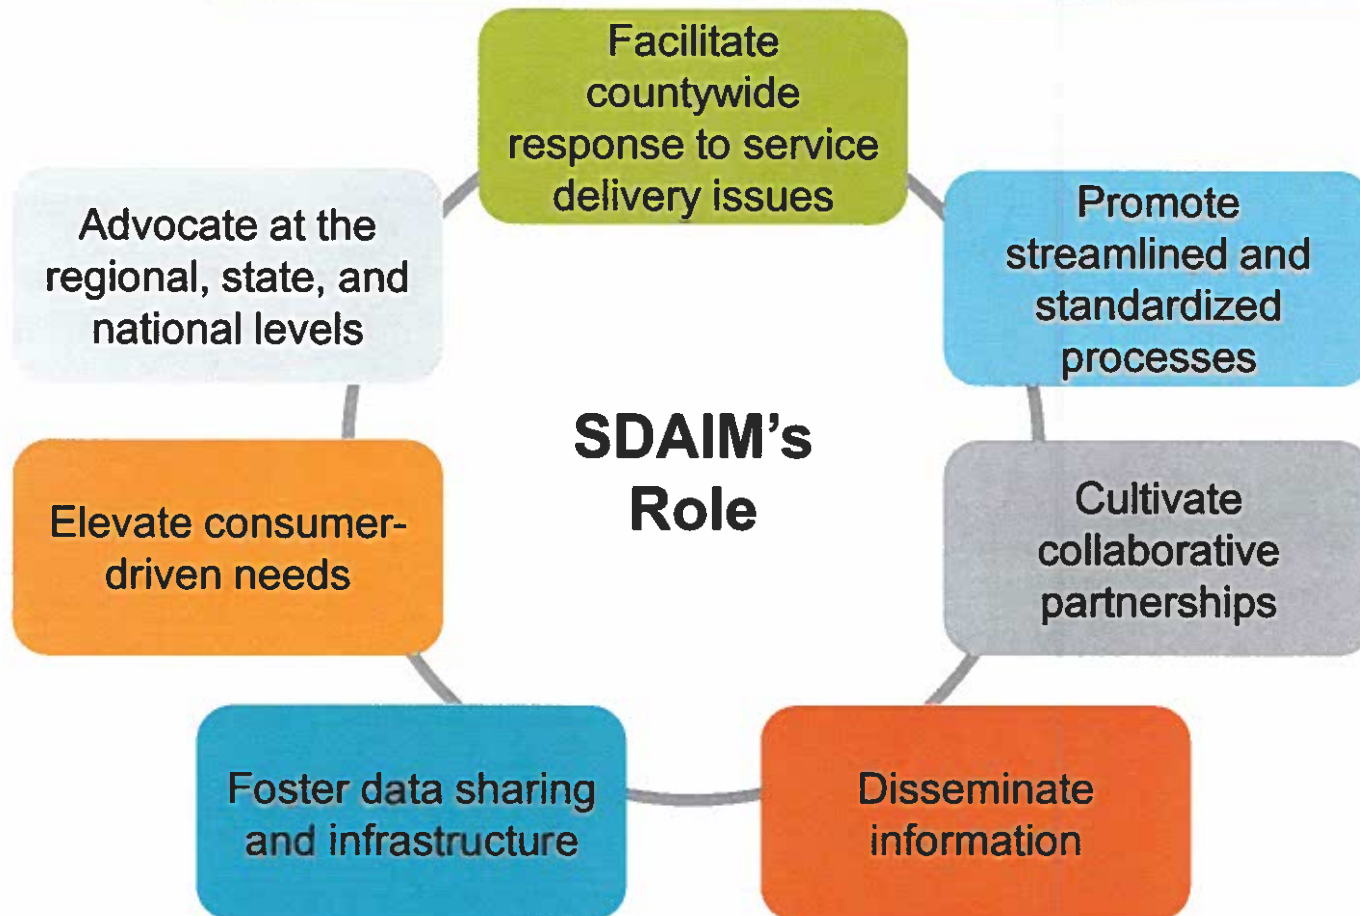 Facilitate
countywide
response to service
delivery issues
Promote
streamlined and
standardized
processes
Cultivate
collaborative
partnerships
Disseminate
information
Foster data sharing
and infrastructure
Elevate consumer-
driven needs
Advocate at the
regional, state, and
national levels
SDAIM's
Role